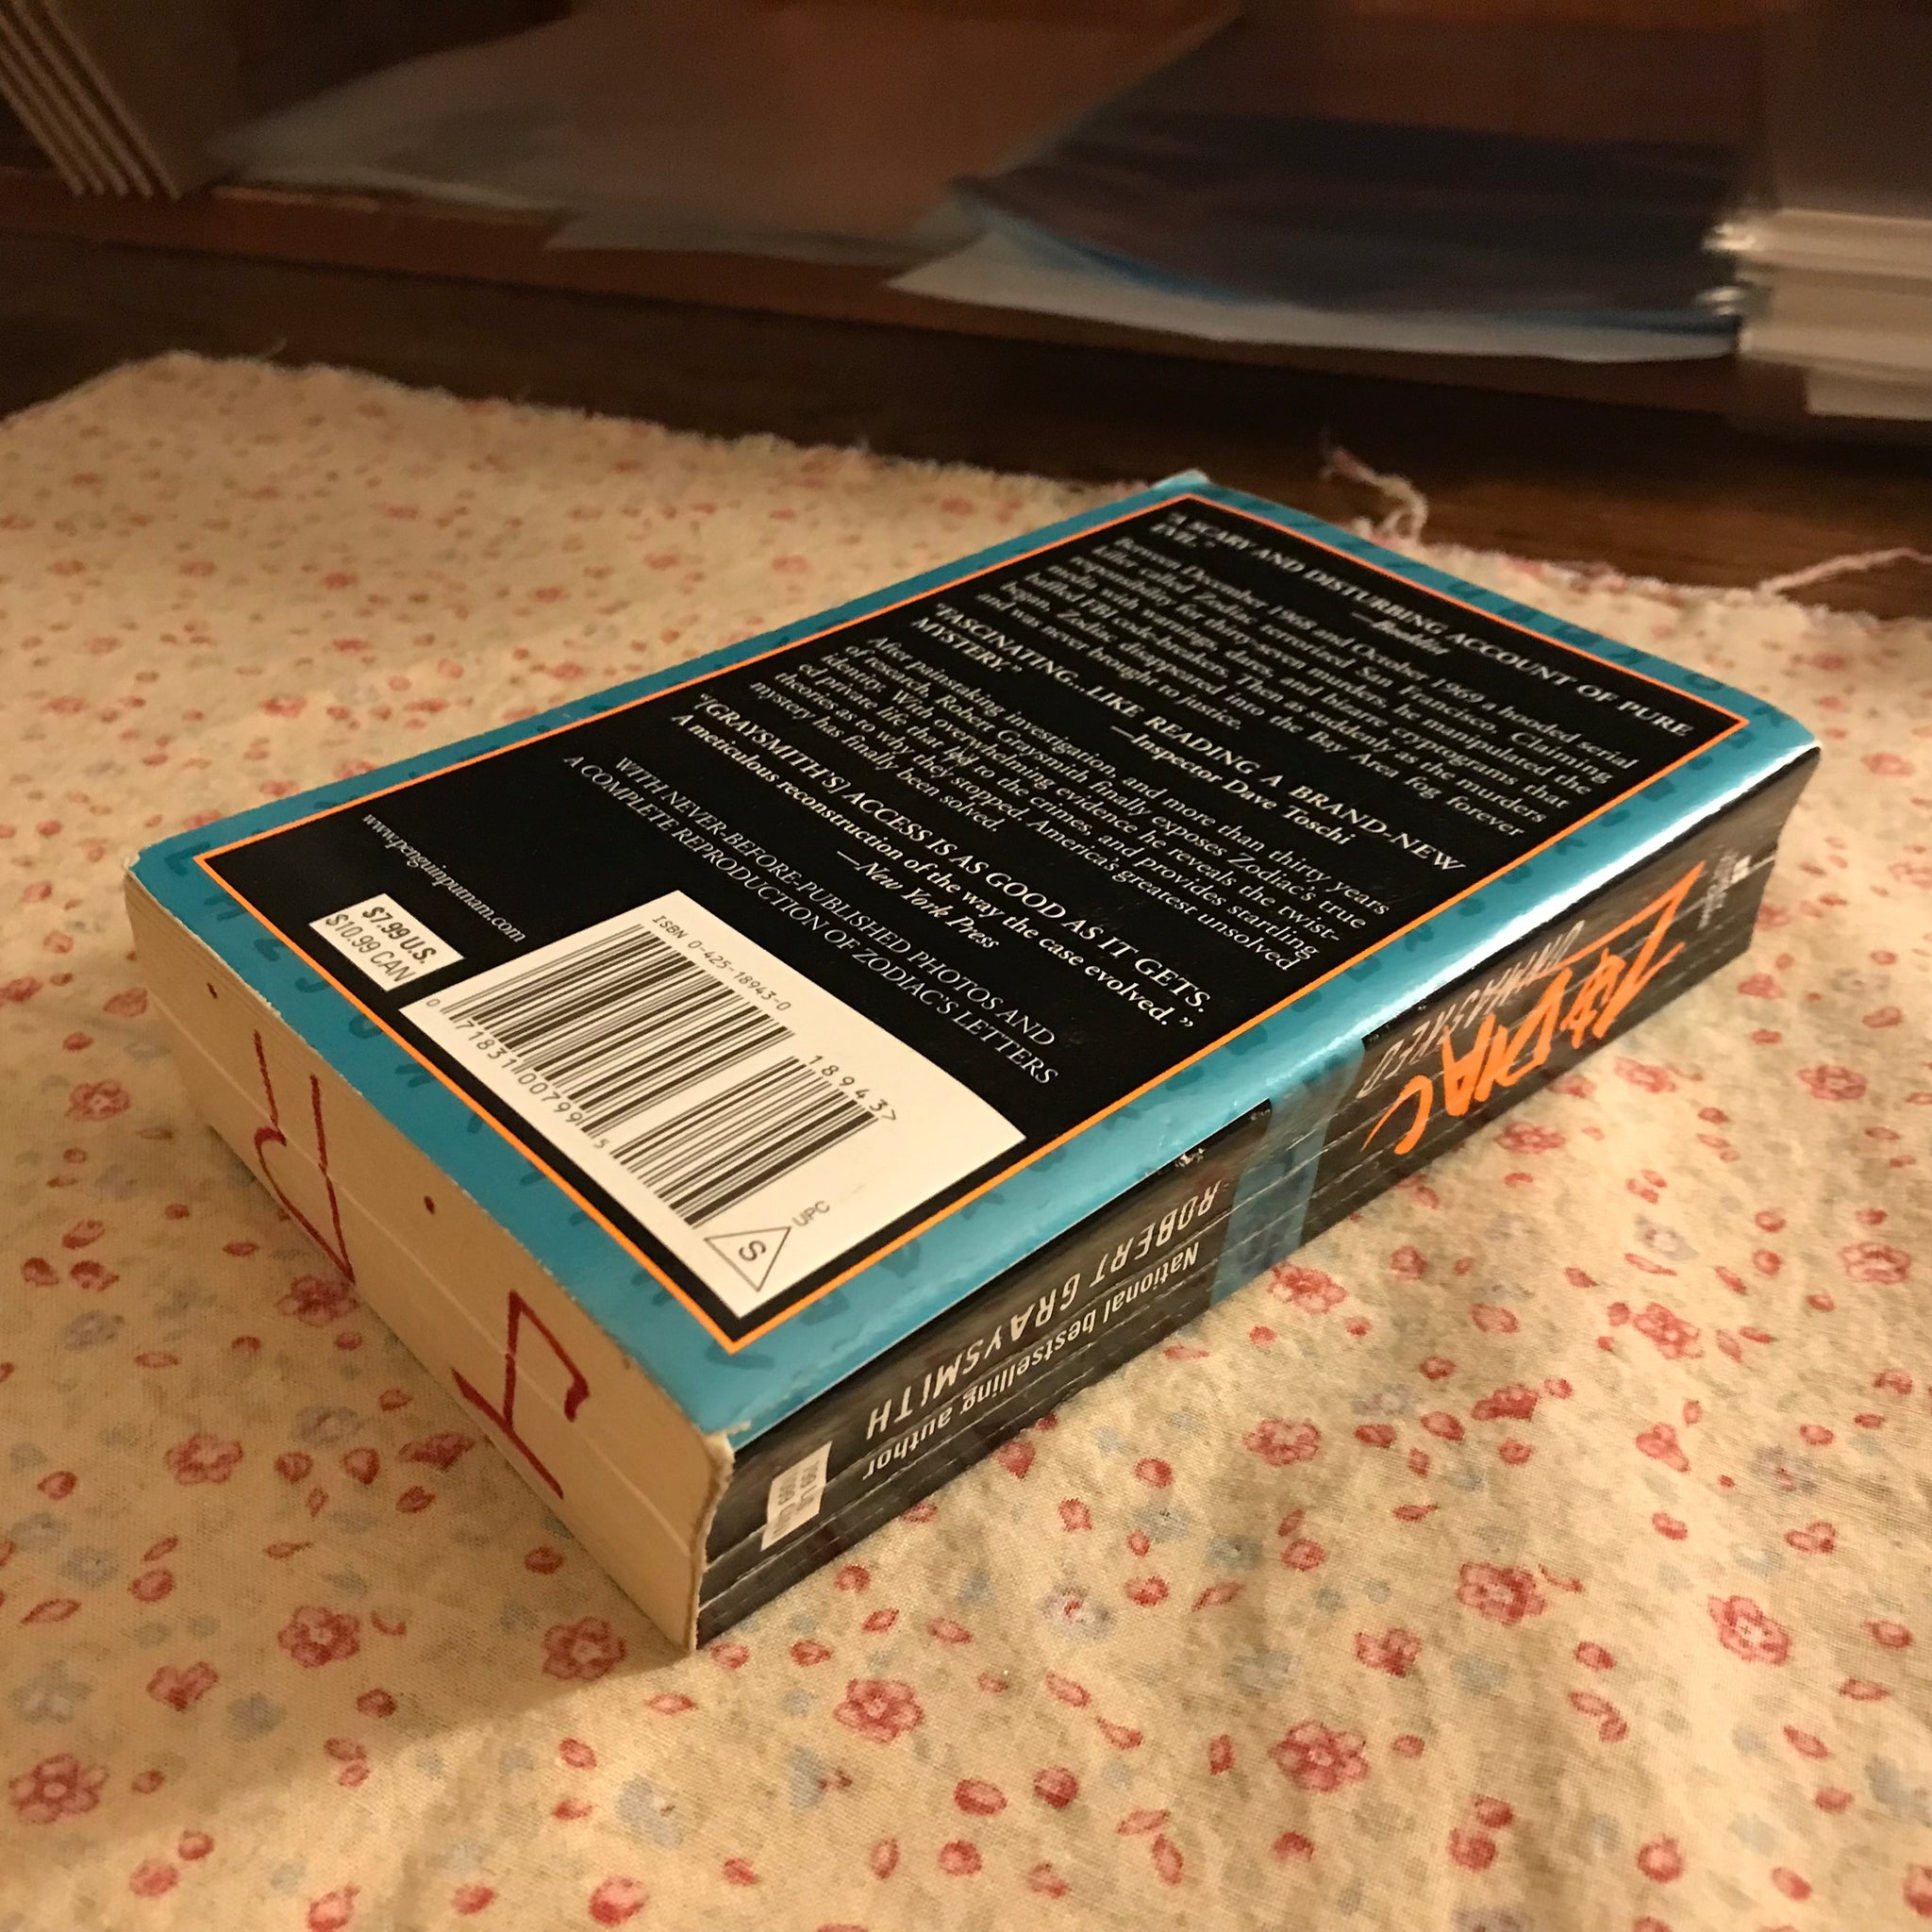 "A SCARY AND DISTURBING ACCOUNT OF PURE
EVIL."
—Booklist
Between December 1968 and October 1969 a hooded serial
killer called Zodiac terrorized San Francisco. Claiming
responsibility for thirty-seven murders, he manipulated the
media with warnings, dares, and bizarre cryptograms that
baffled FBI code-breakers. Then as suddenly as the murders
began, Zodiac disappeared into the Bay Area fog forever
and was never brought to justice.
"FASCINATING...LIKE READING A BRAND-NEW
MYSTERY."
—Inspector Dave Toschi
After painstaking investigation, and more than thirty years
of research, Robert Graysmith finally exposes Zodiac's true
identity. With overwhelming evidence he reveals the twist-
ed private life that led to the crimes, and provides startling
theories as to why they stopped. America's greatest unsolved
mystery has finally been solved.
"[GRAYSMITH'S] ACCESS IS AS GOOD AS IT GETS.
A meticulous reconstruction of the way the case evolved."
—New York Press
WITH NEVER-BEFORE-PUBLISHED PHOTOS AND
A COMPLETE REPRODUCTION OF ZODIAC'S LETTERS
www.penguinputnam.com
$7.99 U.S.
$10.99 CAN
ISBN 0-425-18943-0
18943>
0 71831 00799 5
S
UPC
ZODIAC
UNMASKED
National bestselling author
ROBERT GRAYSMITH